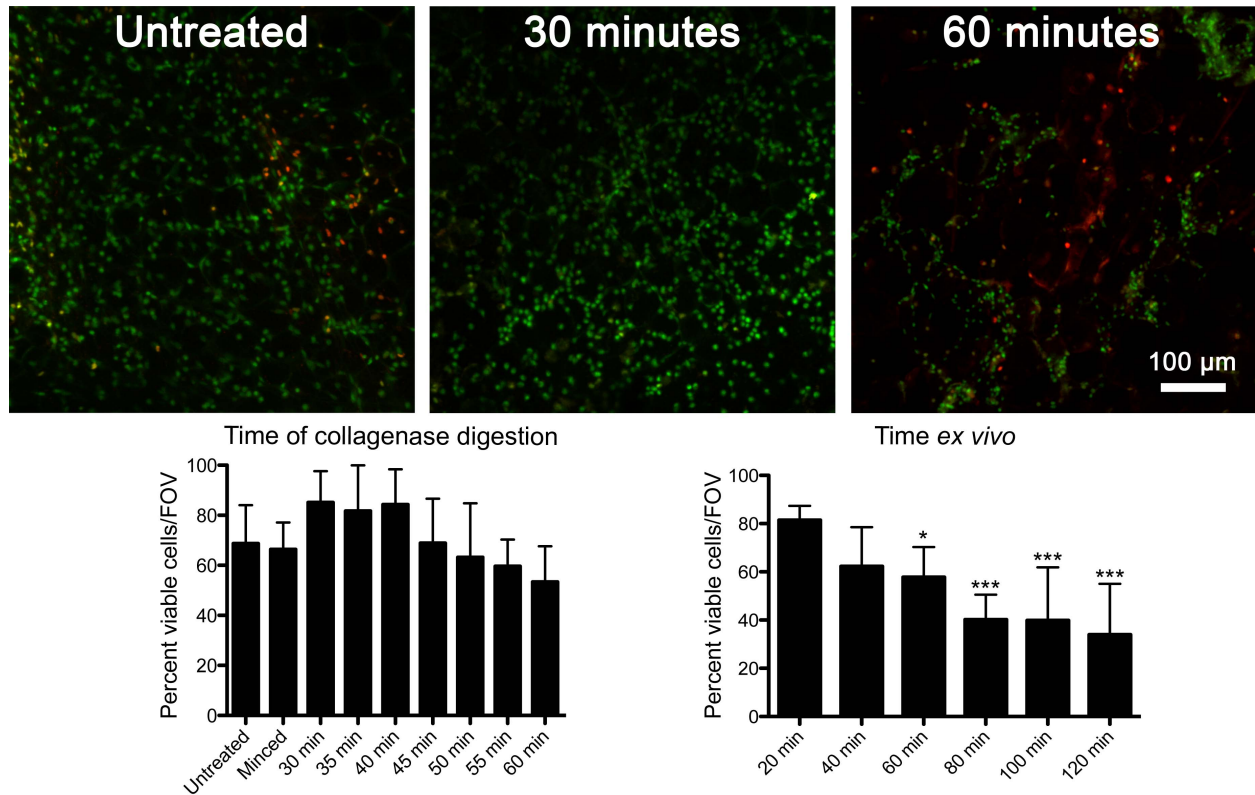 Untreated
30 minutes
60 minutes
100 µm
Time of collagenase digestion
Percent viable cells/FOV
100
80
60
40
20
0
Untreated
Minced
30 min
35 min
40 min
45 min
50 min
55 min
60 min
Time ex vivo
Percent viable cells/FOV
100
80
60
40
20
0
*
***
***
***
20 min
40 min
60 min
80 min
100 min
120 min